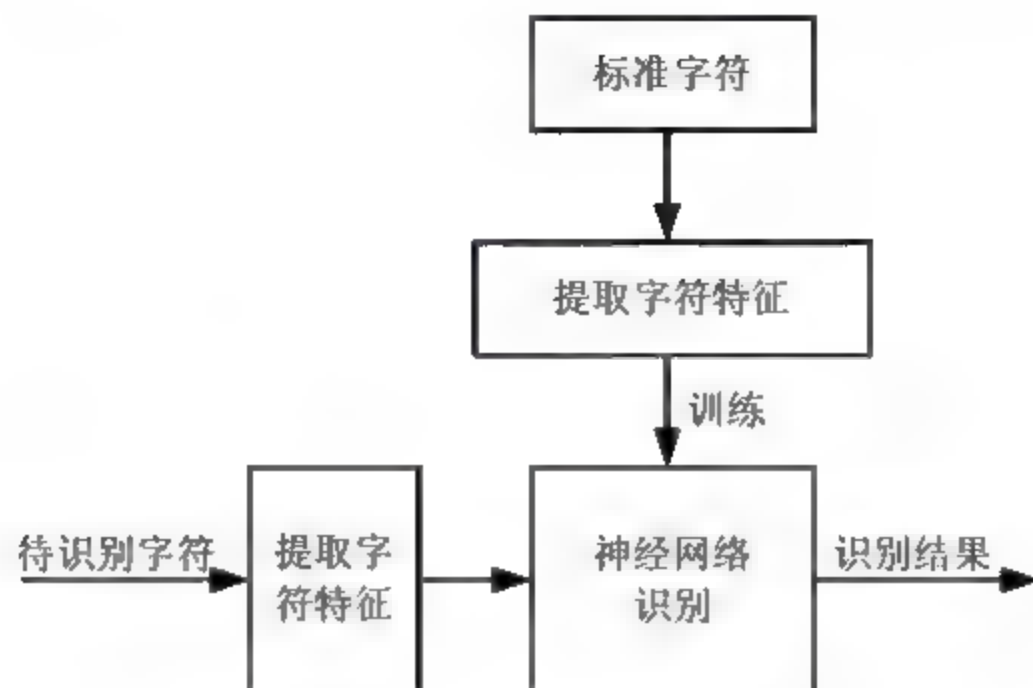 标准字符
提取字符特征
训练
待识别字符
提取字
符特征
神经网络
识别
识别结果